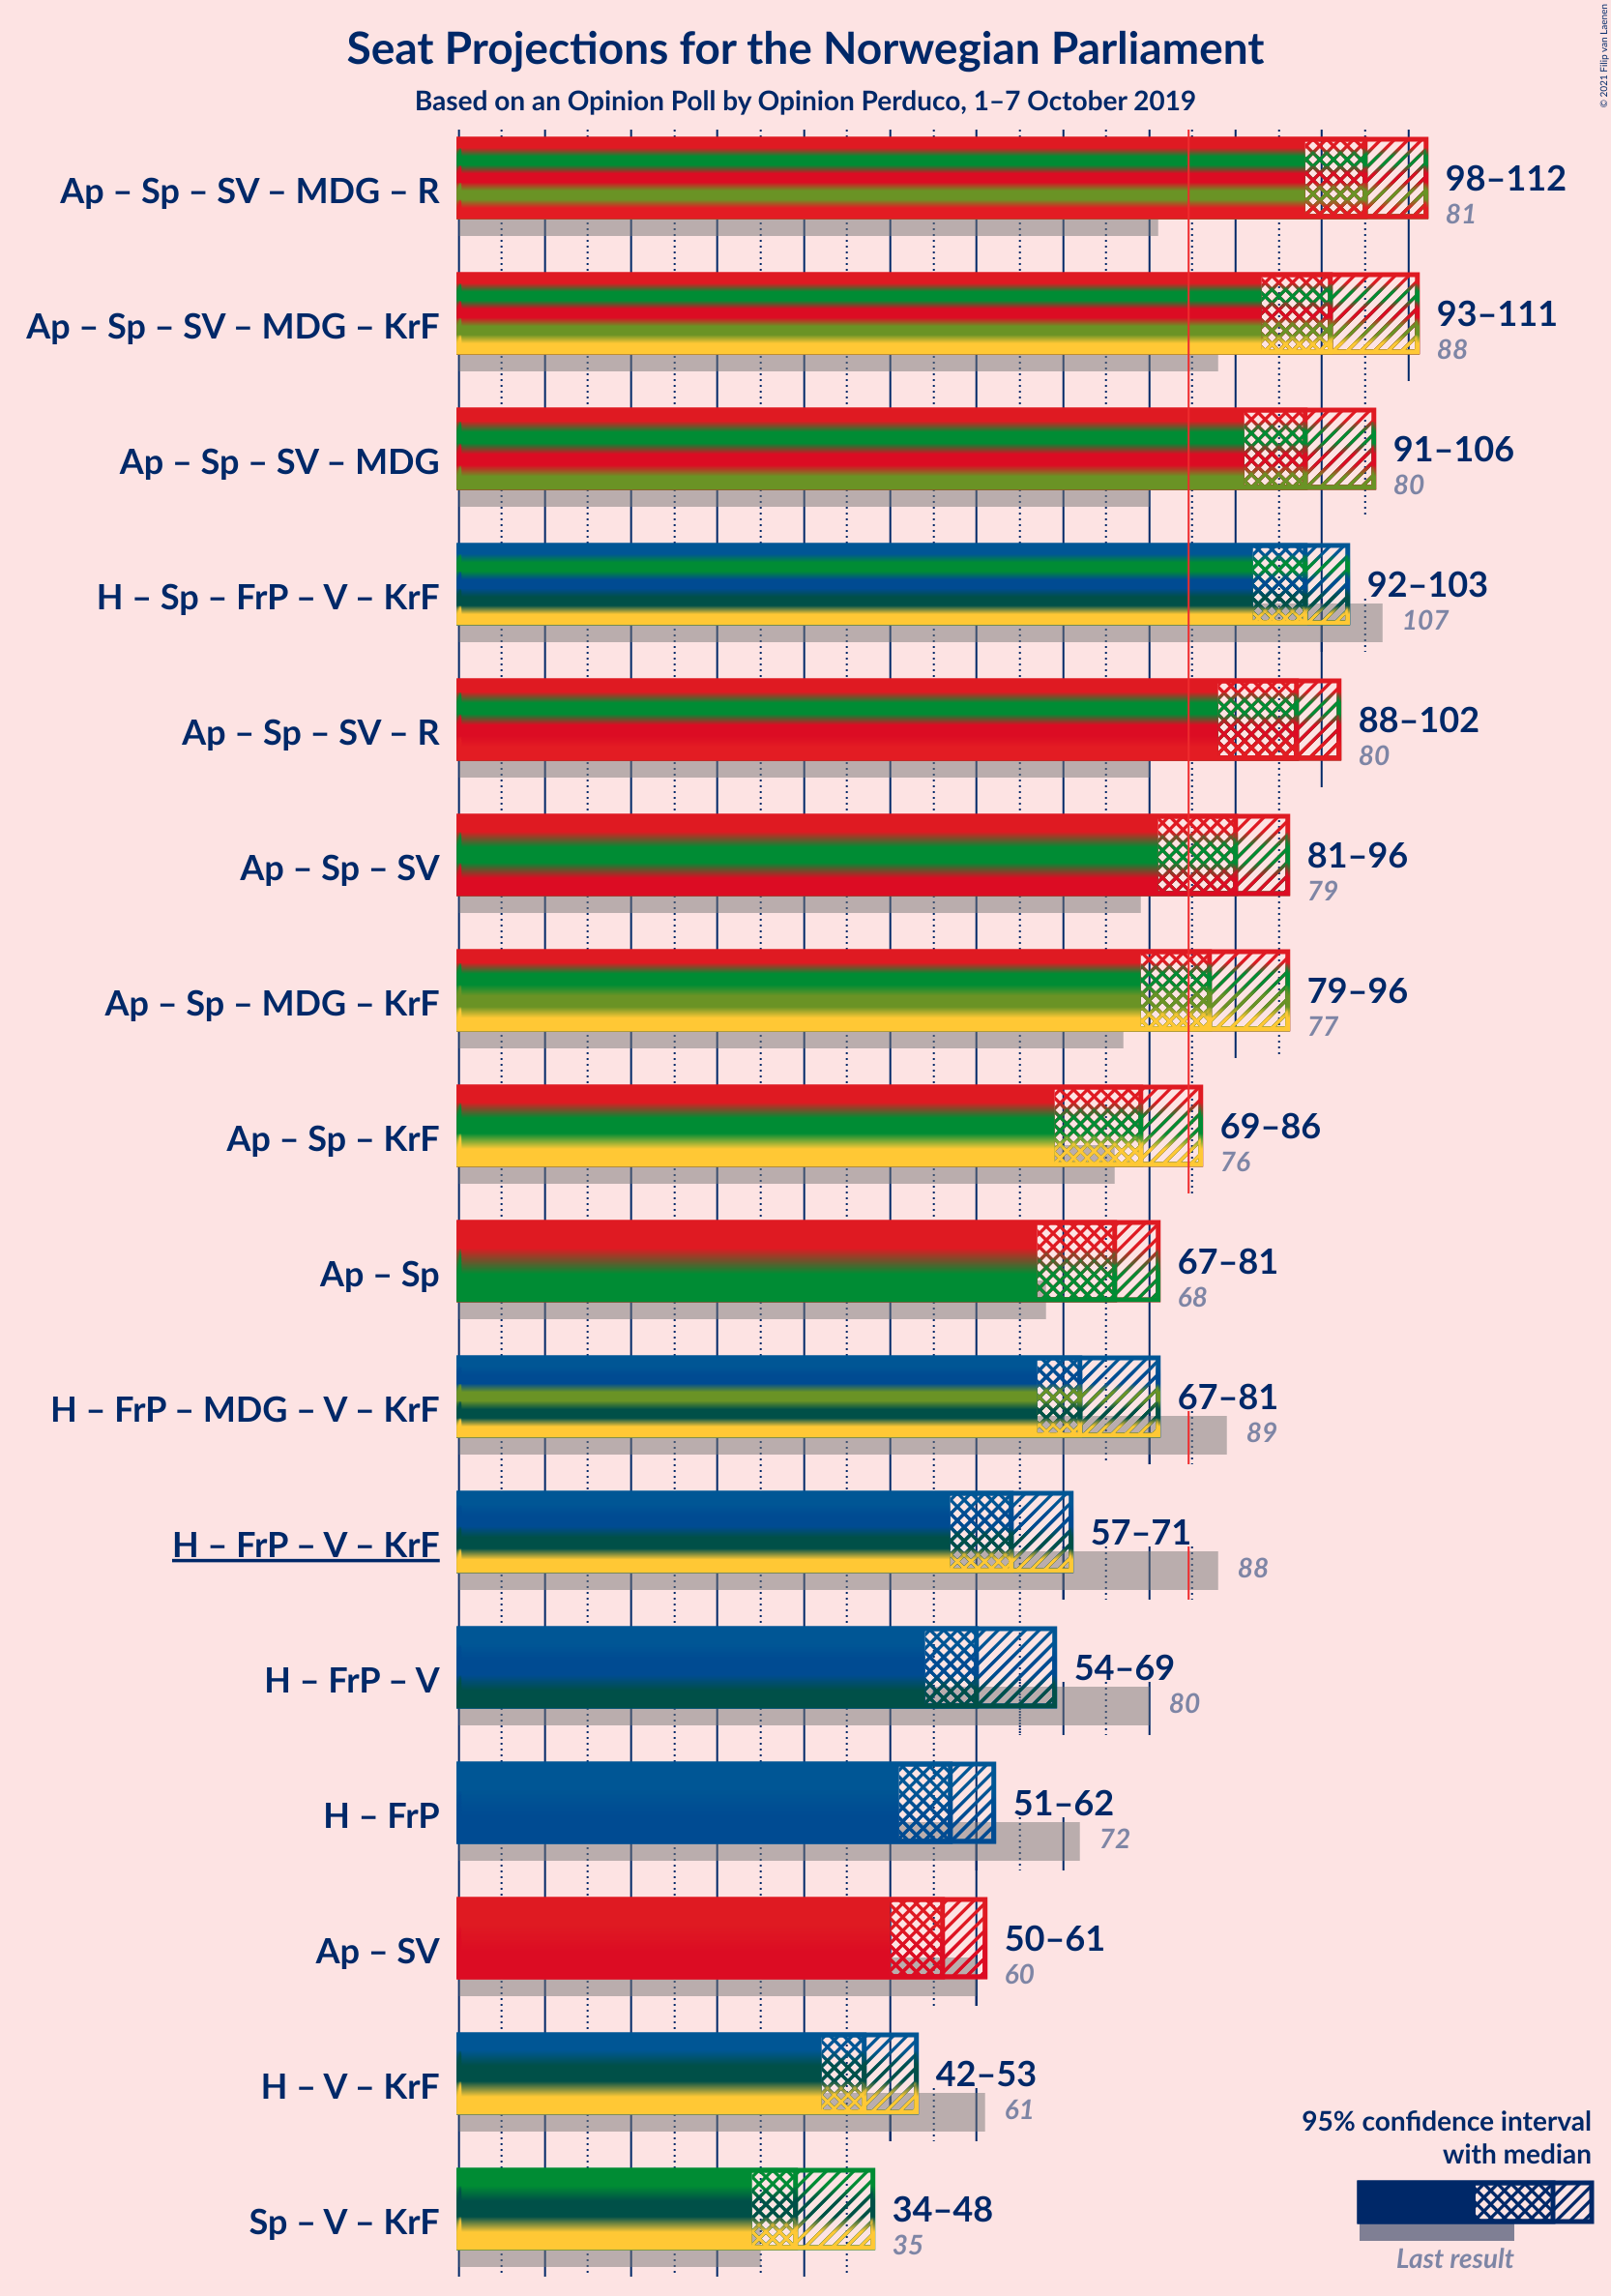 © 2021 Filip van Laenen
Seat Projections for the Norwegian Parliament
Based on an Opinion Poll by Opinion Perduco, 1–7 October 2019
Ap – Sp – SV – MDG – R
98–112
81
Ap – Sp – SV – MDG – KrF
93–111
88
Ap – Sp – SV – MDG
91–106
80
H – Sp – FrP – V – KrF
92–103
107
Ap – Sp – SV – R
88–102
80
Ap – Sp – SV
81–96
79
Ap – Sp – MDG – KrF
79–96
77
Ap – Sp – KrF
69–86
76
Ap – Sp
67–81
68
H – FrP – MDG – V – KrF
67–81
89
H – FrP – V – KrF
57–71
88
H – FrP – V
54–69
80
H – FrP
51–62
72
Ap – SV
50–61
60
H – V – KrF
42–53
61
Sp – V – KrF
34–48
35
95% confidence interval
with median
Last result